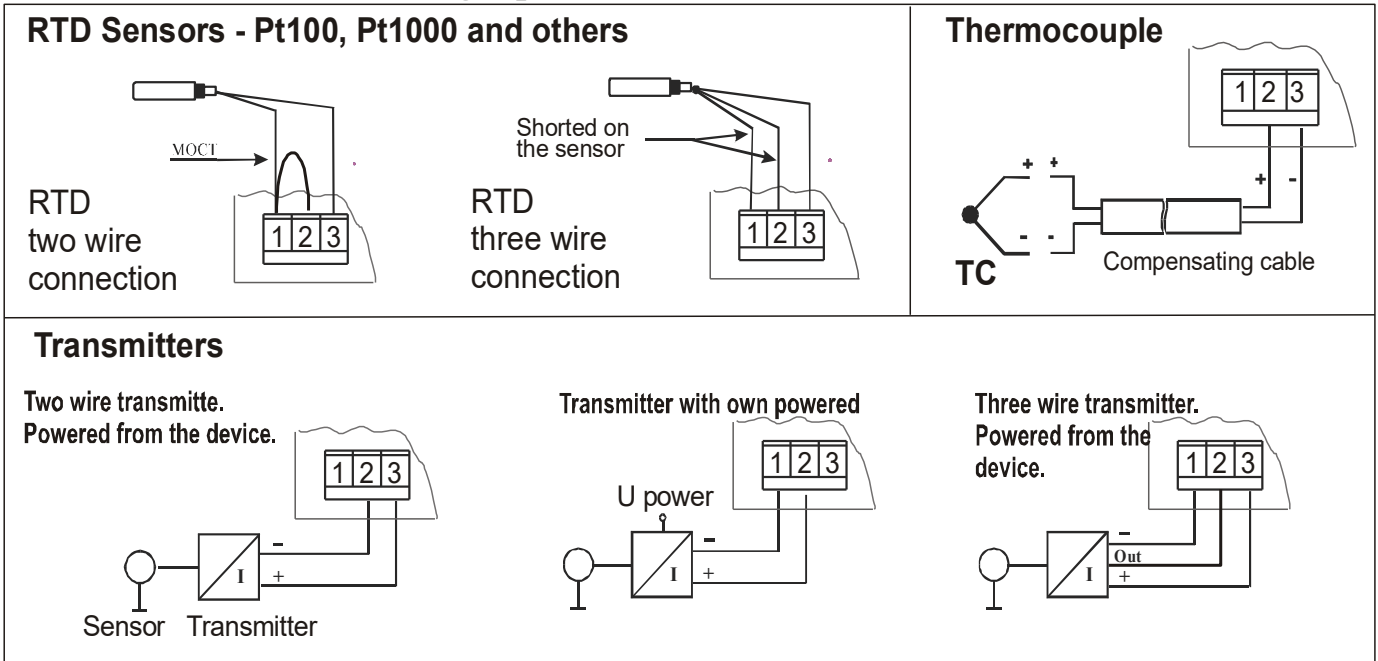 RTD Sensors - Pt100, Pt1000 and others
МОСТ
RTD
two wire
connection
1 2 3
Shorted on
the sensor
RTD
three wire
connection
1 2 3
Thermocouple
1 2 3
+ +
+ -
- -
TC
Compensating cable
Transmitters
Two wire transmitte.
Powered from the device.
1 2 3
-
I +
Sensor Transmitter
Transmitter with own powered
1 2 3
U power
-
I +
Three wire transmitter.
Powered from the
device.
1 2 3
-
Out
I +